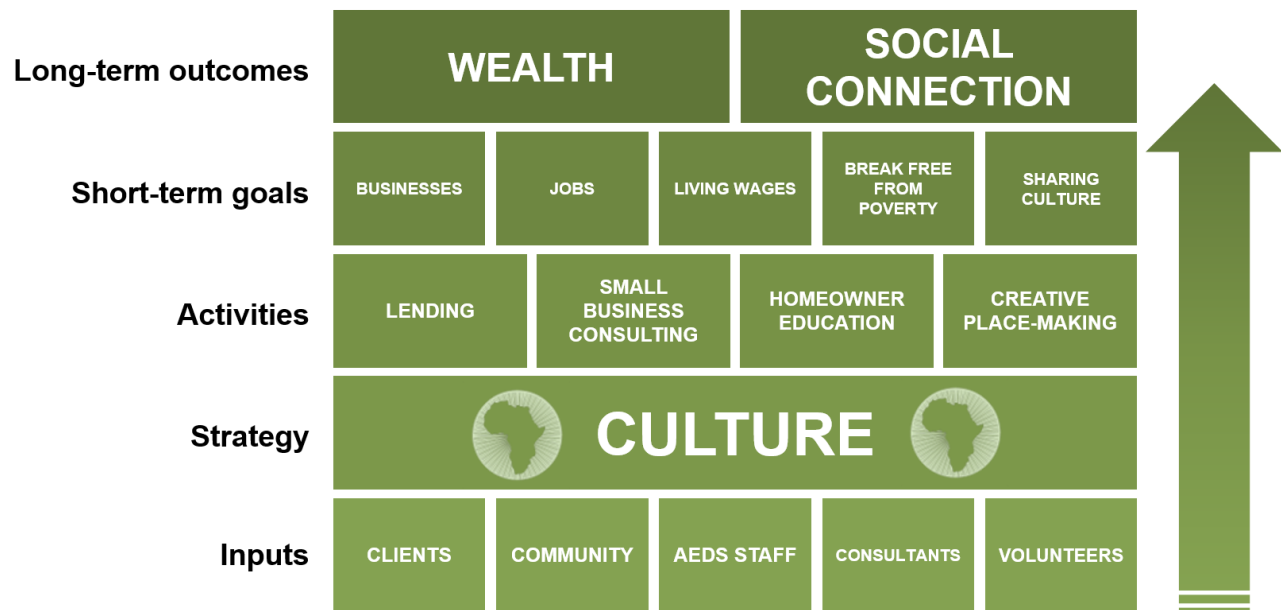 Long-term outcomes
WEALTH
SOCIAL
CONNECTION
Short-term goals
BUSINESSES
JOBS
LIVING WAGES
BREAK FREE
FROM
POVERTY
SHARING
CULTURE
Activities
LENDING
SMALL
BUSINESS
CONSULTING
HOMEOWNER
EDUCATION
CREATIVE
PLACE-MAKING
Strategy
CULTURE
Inputs
CLIENTS
COMMUNITY
AEDS STAFF
CONSULTANTS
VOLUNTEERS